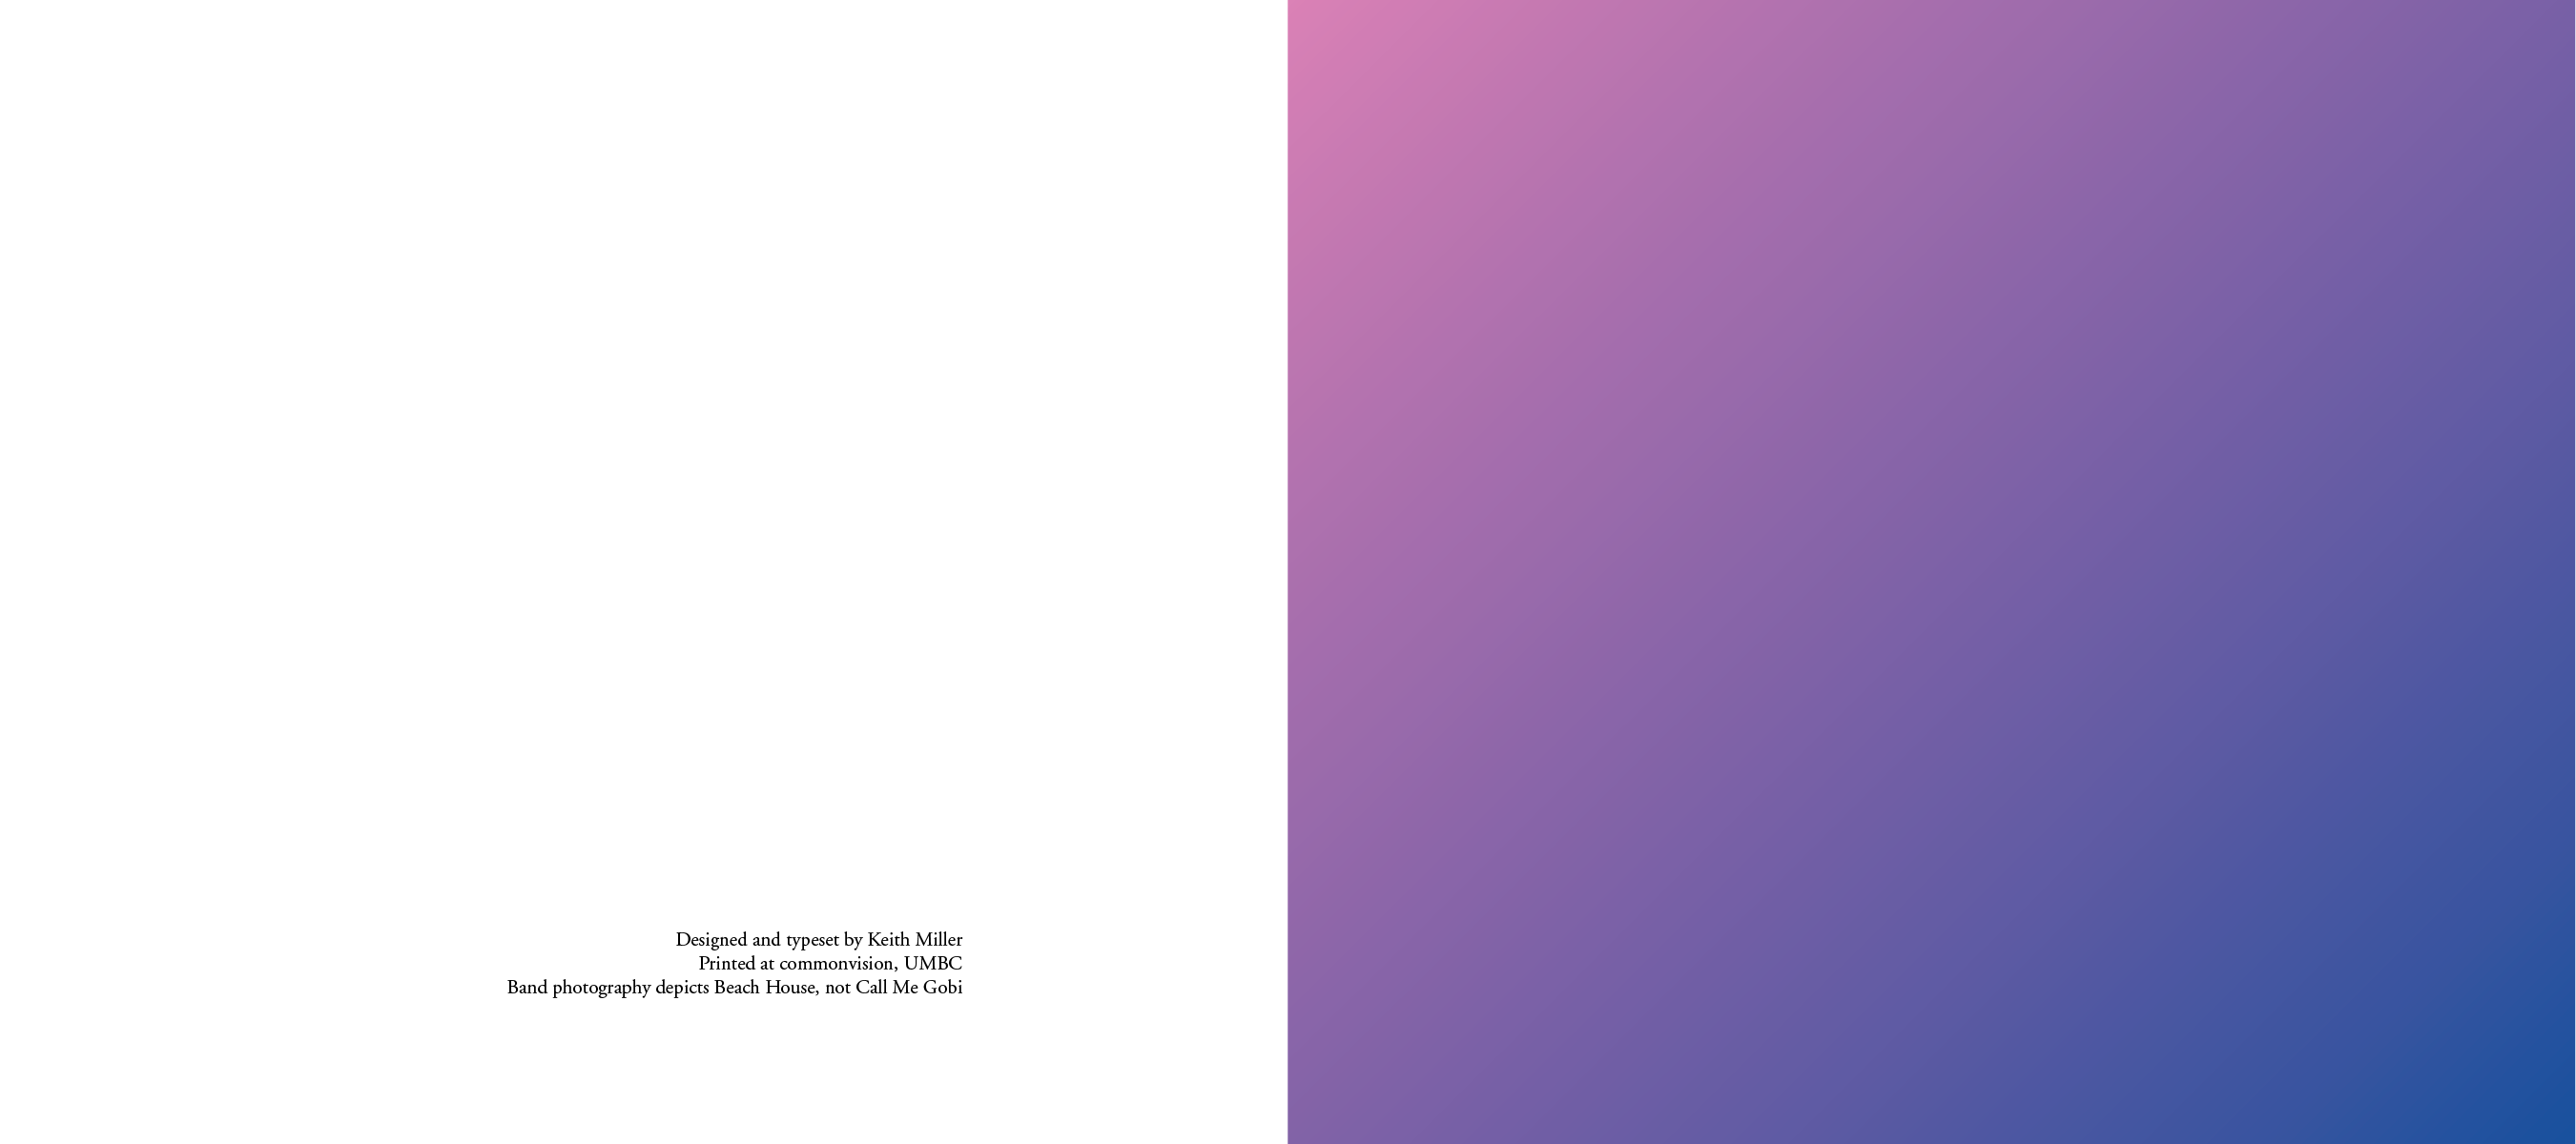 Designed and typeset by Keith Miller
Printed at commonvision, UMBC
Band photography depicts Beach House, not Call Me Gobi